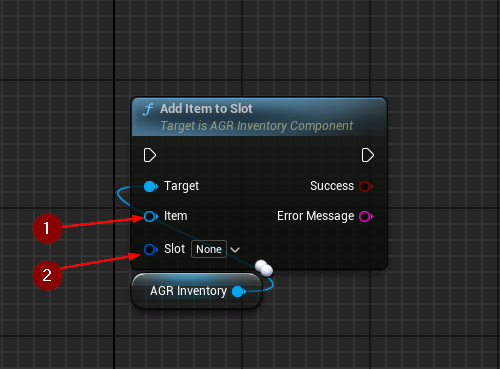 f Add Item to Slot
Target is AGR Inventory Component
Target Success
1 Item Error Message
2 Slot None
AGR Inventory